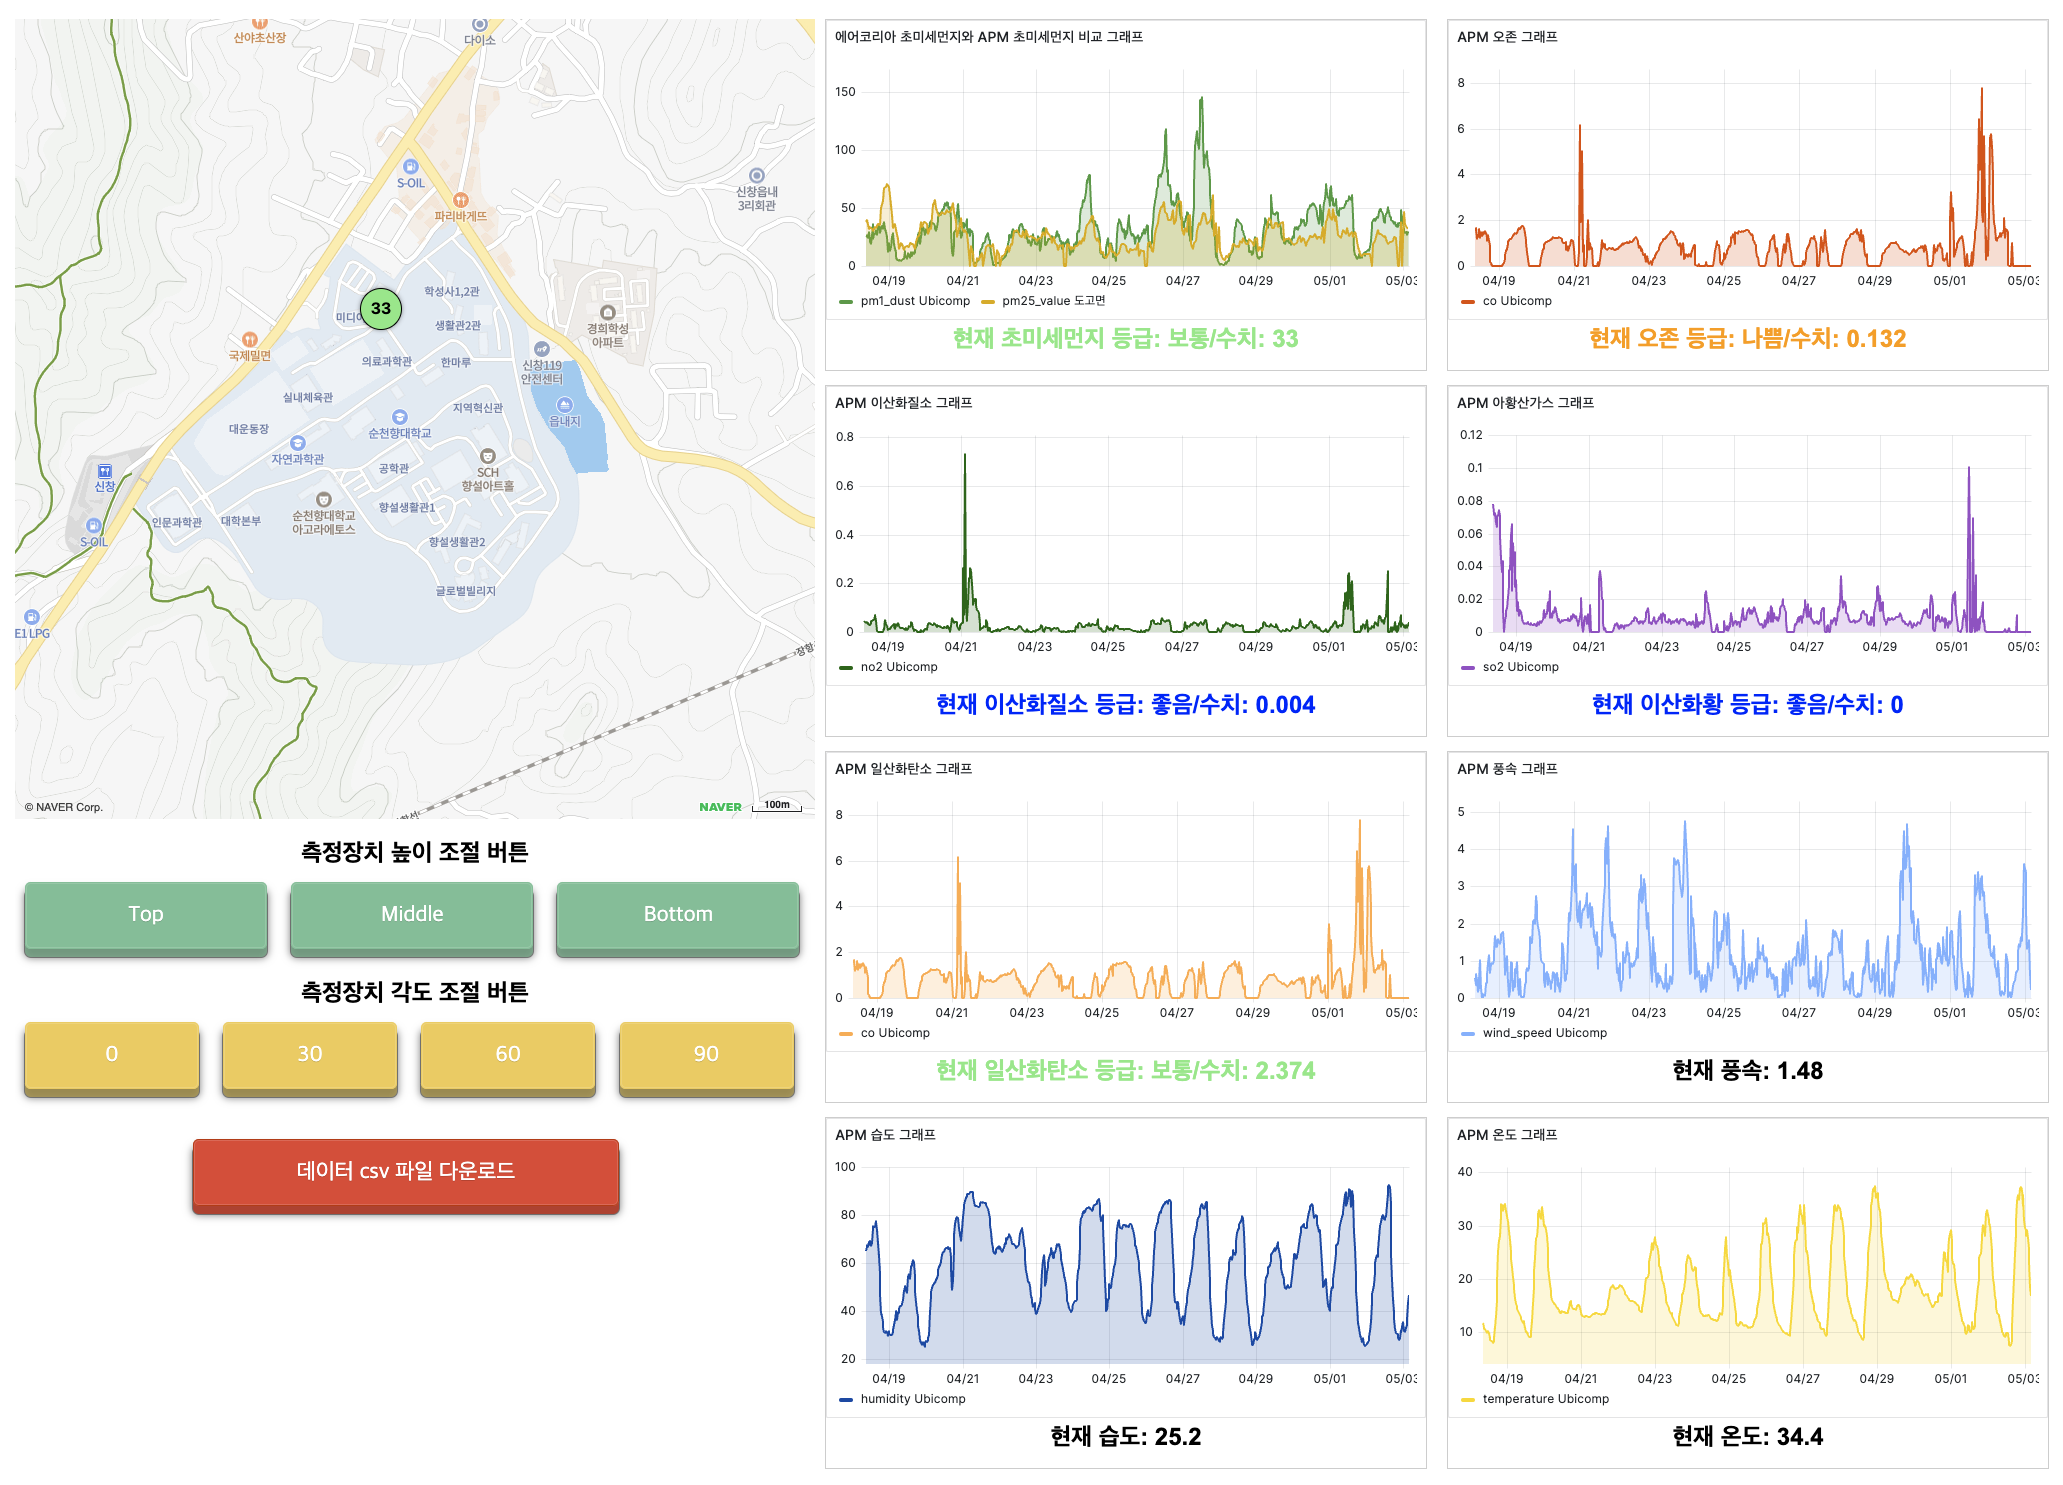 산야초산장
다이소
S-OIL
파리바게뜨
신창읍내
3리회관
학성사1,2관
33
미디어
생활관2관
경희학성
아파트
국제밀면
의료과학관
한마루
신창119
안전센터
실내체육관
지역혁신관
읍내지
대운동장
순천향대학교
자연과학관
공학관
SCH
향설아트홀
신창
순천향대학교
아고라에토스
향설생활관1
인문과학관
대학본부
S-OIL
향설생활관2
글로벌빌리지
E1 LPG
장항
© NAVER Corp.
NAVER
100m
측정장치 높이 조절 버튼
Top
Middle
Bottom
측정장치 각도 조절 버튼
0
30
60
90
데이터 csv 파일 다운로드
에어코리아 초미세먼지와 APM 초미세먼지 비교 그래프
150
100
50
0
04/19 04/21 04/23 04/25 04/27 04/29 05/01 05/03
pm1_dust Ubicomp pm25_value 도고면
현재 초미세먼지 등급: 보통/수치: 33
APM 오존 그래프
8
6
4
2
0
04/19 04/21 04/23 04/25 04/27 04/29 05/01 05/03
co Ubicomp
현재 오존 등급: 나쁨/수치: 0.132
APM 이산화질소 그래프
0.8
0.6
0.4
0.2
0
04/19 04/21 04/23 04/25 04/27 04/29 05/01 05/03
no2 Ubicomp
현재 이산화질소 등급: 좋음/수치: 0.004
APM 아황산가스 그래프
0.12
0.1
0.08
0.06
0.04
0.02
0
04/19 04/21 04/23 04/25 04/27 04/29 05/01 05/03
so2 Ubicomp
현재 이산화황 등급: 좋음/수치: 0
APM 일산화탄소 그래프
8
6
4
2
0
04/19 04/21 04/23 04/25 04/27 04/29 05/01 05/03
co Ubicomp
현재 일산화탄소 등급: 보통/수치: 2.374
APM 풍속 그래프
5
4
3
2
1
0
04/19 04/21 04/23 04/25 04/27 04/29 05/01 05/03
wind_speed Ubicomp
현재 풍속: 1.48
APM 습도 그래프
100
80
60
40
20
04/19 04/21 04/23 04/25 04/27 04/29 05/01 05/03
humidity Ubicomp
현재 습도: 25.2
APM 온도 그래프
40
30
20
10
04/19 04/21 04/23 04/25 04/27 04/29 05/01 05/03
temperature Ubicomp
현재 온도: 34.4